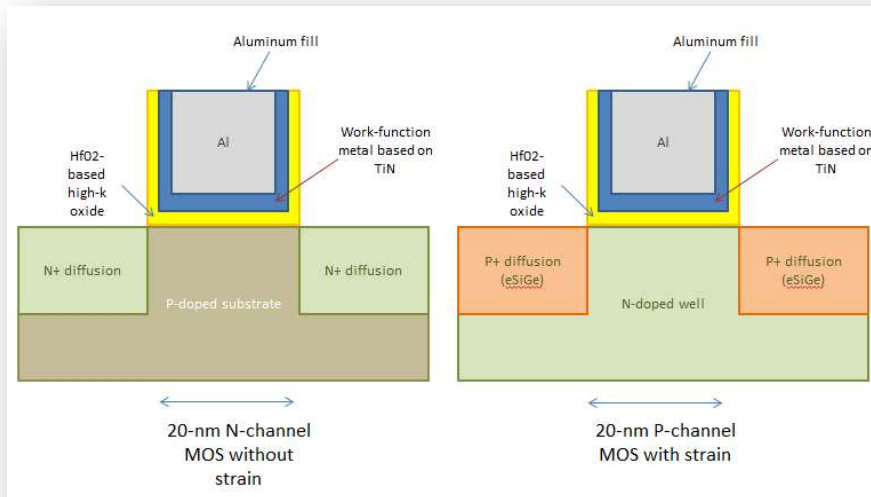 Aluminum fill
Al
Hf02-
based
high-k
oxide
Work-function
metal based on
TiN
N+ diffusion
N+ diffusion
P-doped substrate
20-nm N-channel
MOS without
strain
Aluminum fill
Al
Hf02-
based
high-k
oxide
Work-function
metal based on
TiN
P+ diffusion
(eSiGe)
P+ diffusion
(eSiGe)
N-doped well
20-nm P-channel
MOS with strain